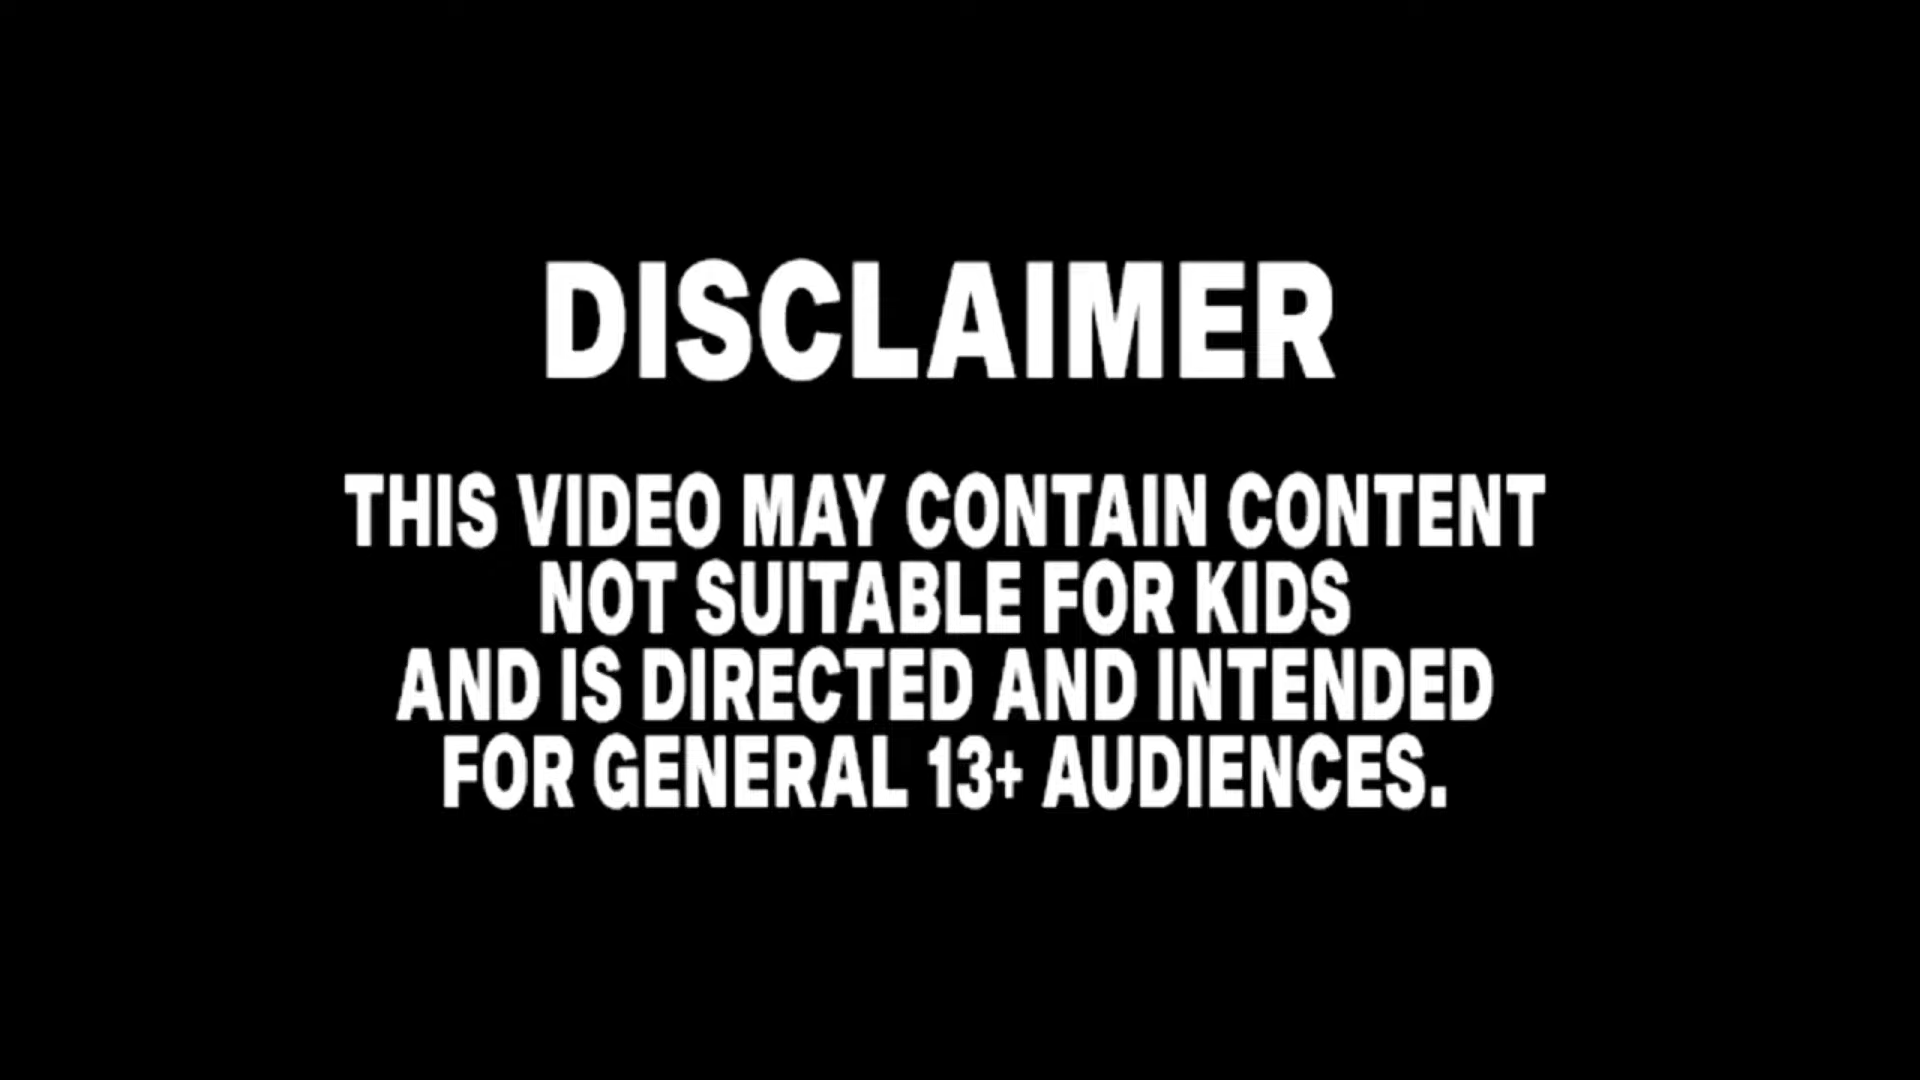 DISCLAIMER
THIS VIDEO MAY CONTAIN CONTENT
NOT SUITABLE FOR KIDS
AND IS DIRECTED AND INTENDED
FOR GENERAL 13+ AUDIENCES.